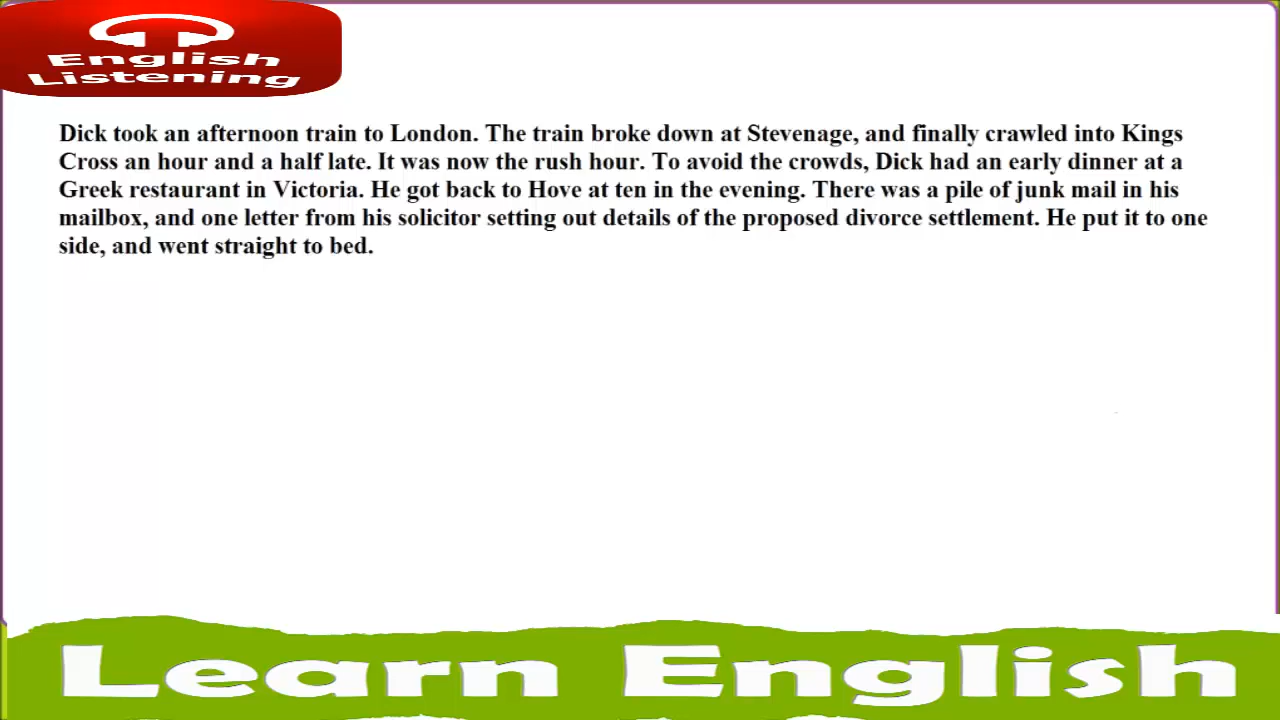 English
Listening
Dick took an afternoon train to London. The train broke down at Stevenage, and finally crawled into Kings
Cross an hour and a half late. It was now the rush hour. To avoid the crowds, Dick had an early dinner at a
Greek restaurant in Victoria. He got back to Hove at ten in the evening. There was a pile of junk mail in his
mailbox, and one letter from his solicitor setting out details of the proposed divorce settlement. He put it to one
side, and went straight to bed.
Learn English